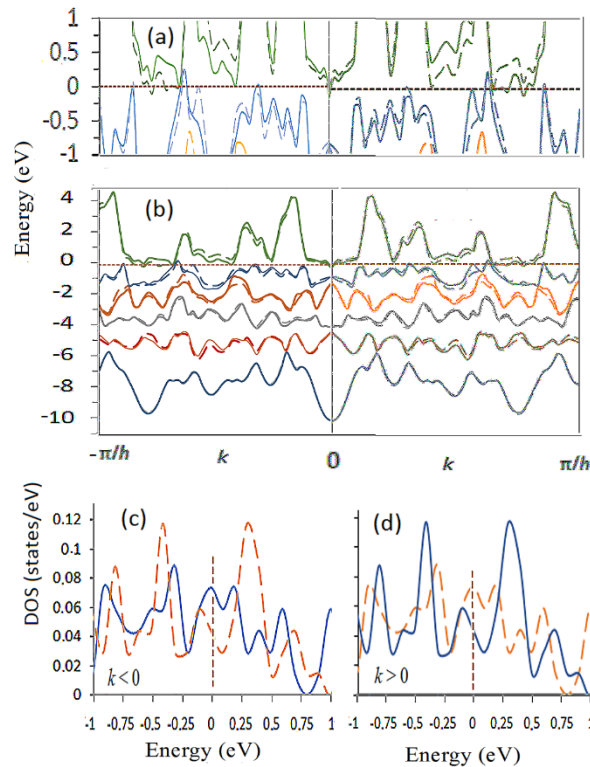 1
(a)
0.5
0
-0.5
-1
Energy (eV)
4
(b)
2
0
-2
-4
-6
-8
-10
-π/h k 0 k π/h
(c) (d)
0.12
0.1
0.08
0.06
0.04
0.02
0
DOS (states/eV)
k<0 k>0
-1 -0,75 -0,5 -0,25 0 0,25 0,5 0,75 1 -1 -0,75 -0,5 -0,25 0 0,25 0,5 0,75 1
Energy (eV) Energy (eV)